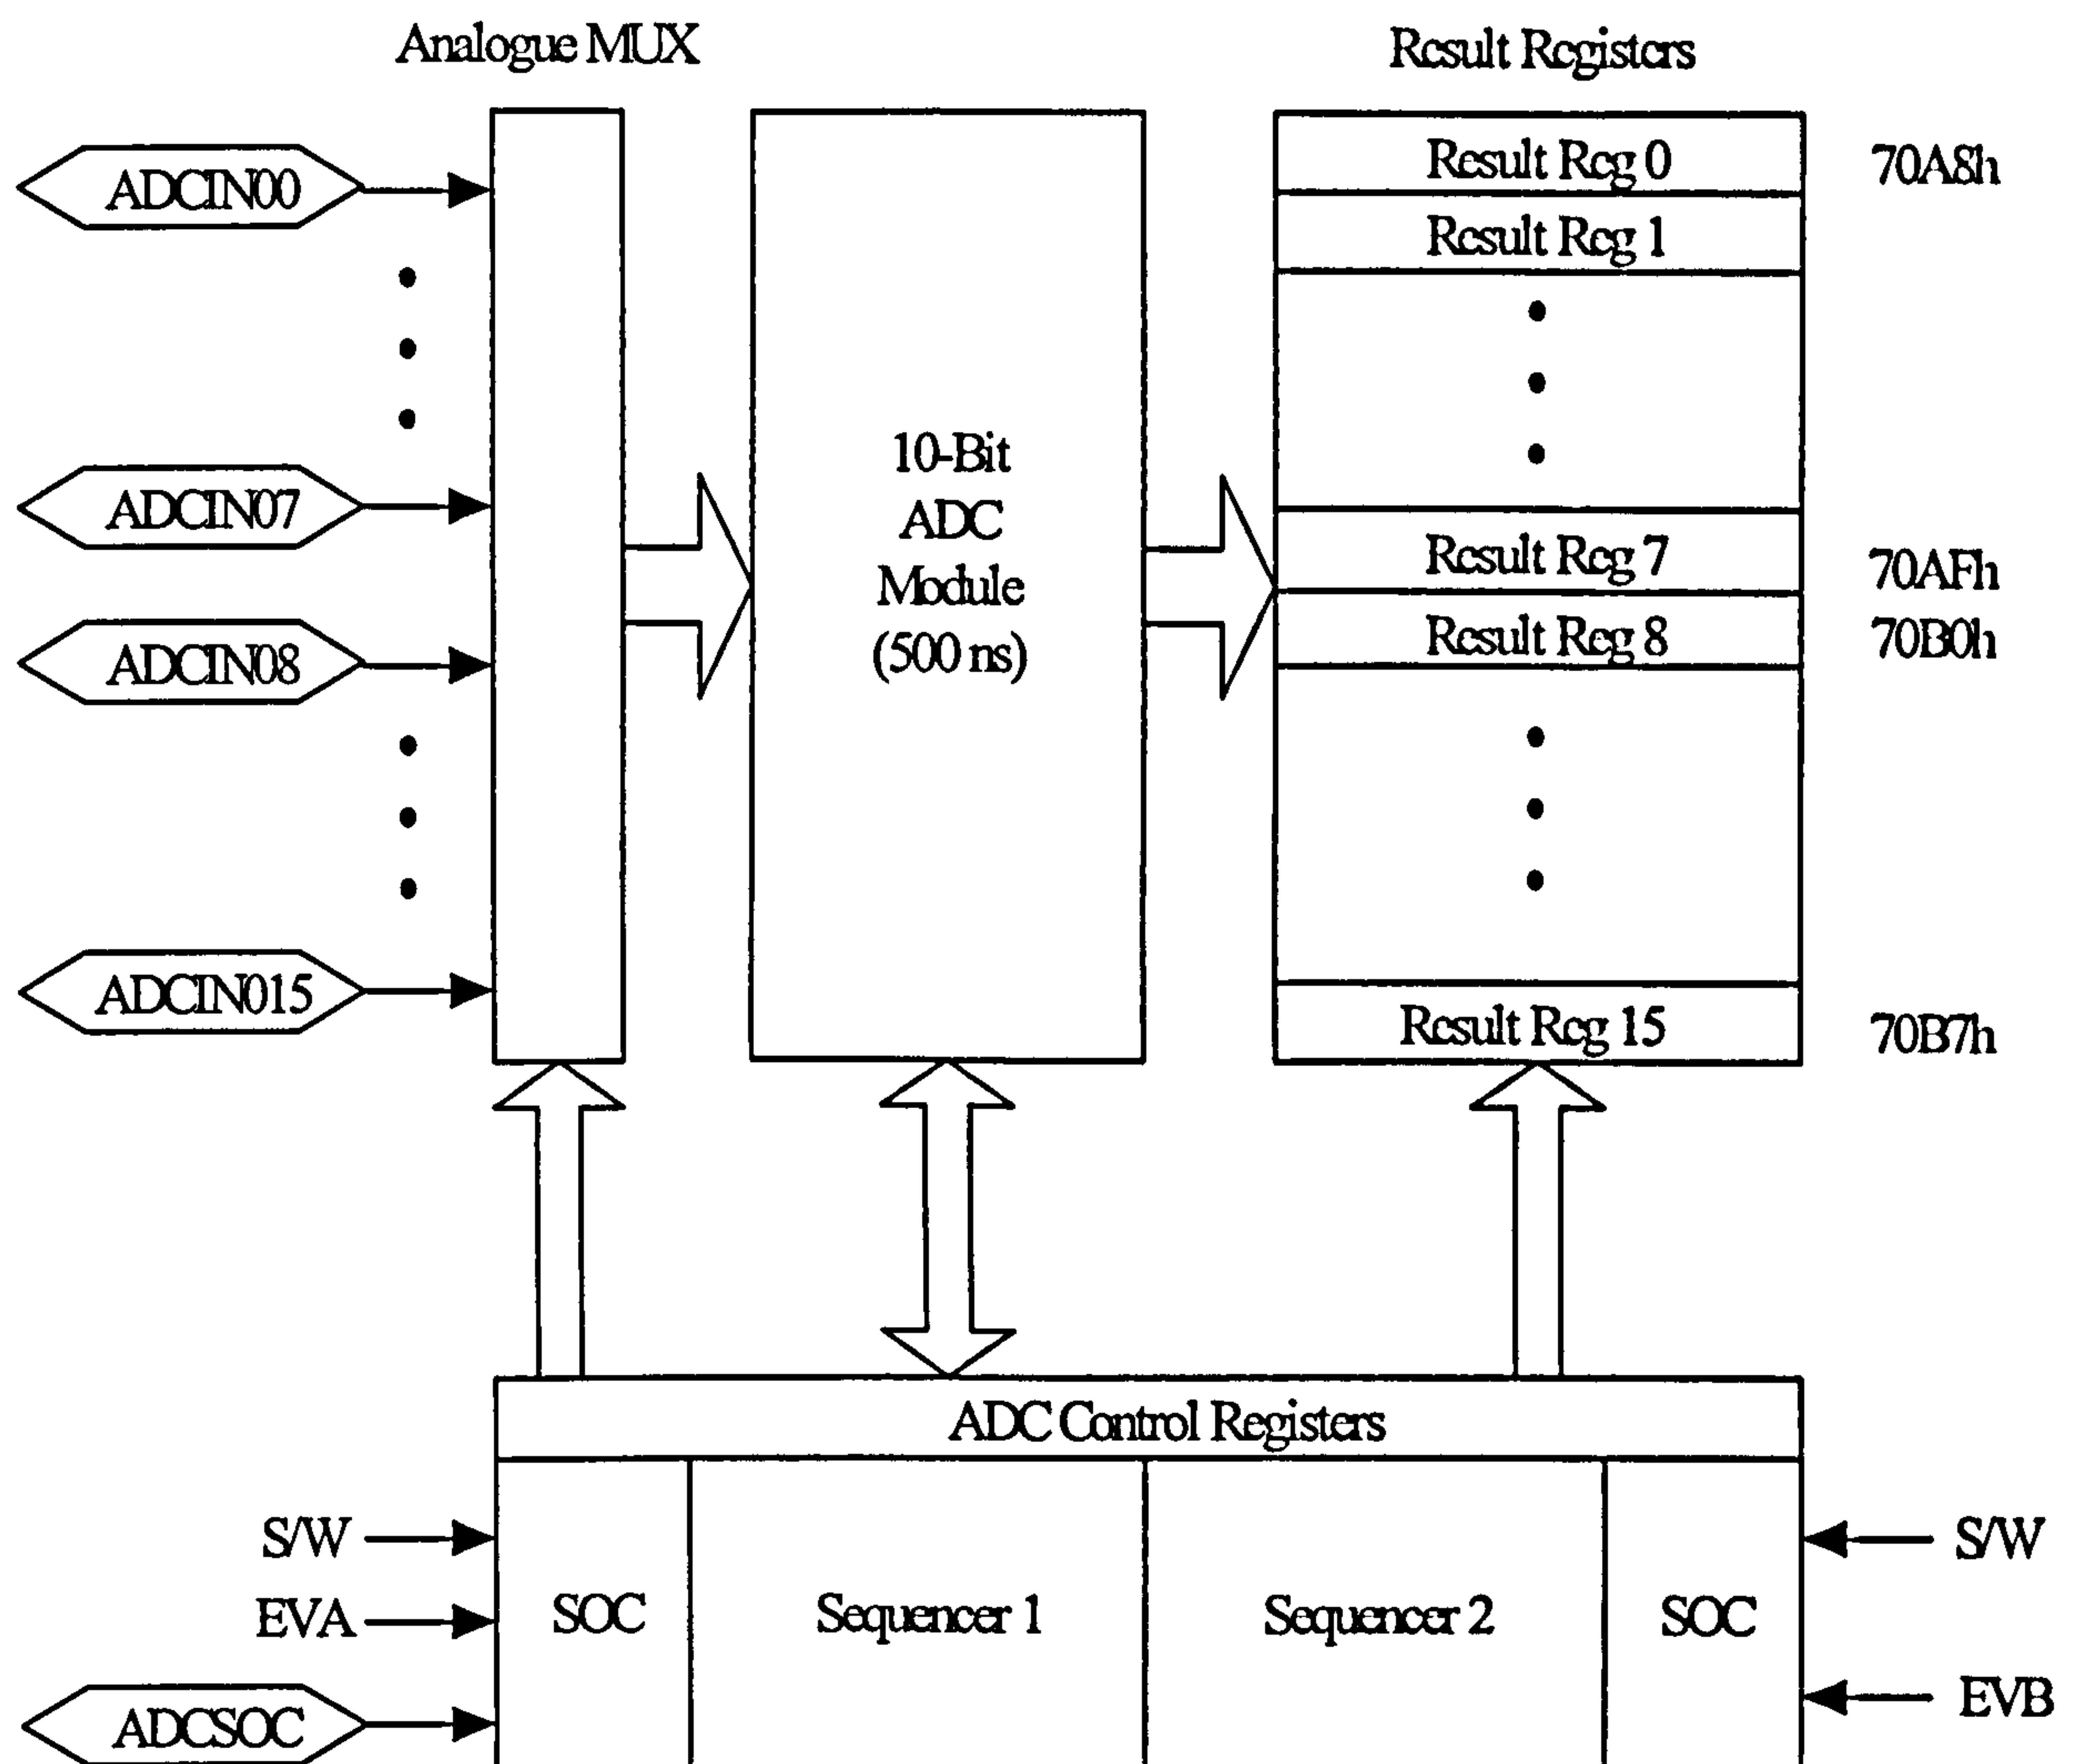 Analogue MUX
Result Registers
ADCIN00
ADCIN07
ADCIN08
ADCIN015
10-Bit
ADC
Module
(500 ns)
Result Reg 0
70A8h
Result Reg 1
Result Reg 7
70AFh
Result Reg 8
70B0h
Result Reg 15
70B7h
ADC Control Registers
S/W
EVA
ADCSOC
SOC
Sequencer 1
Sequencer 2
SOC
S/W
EVB